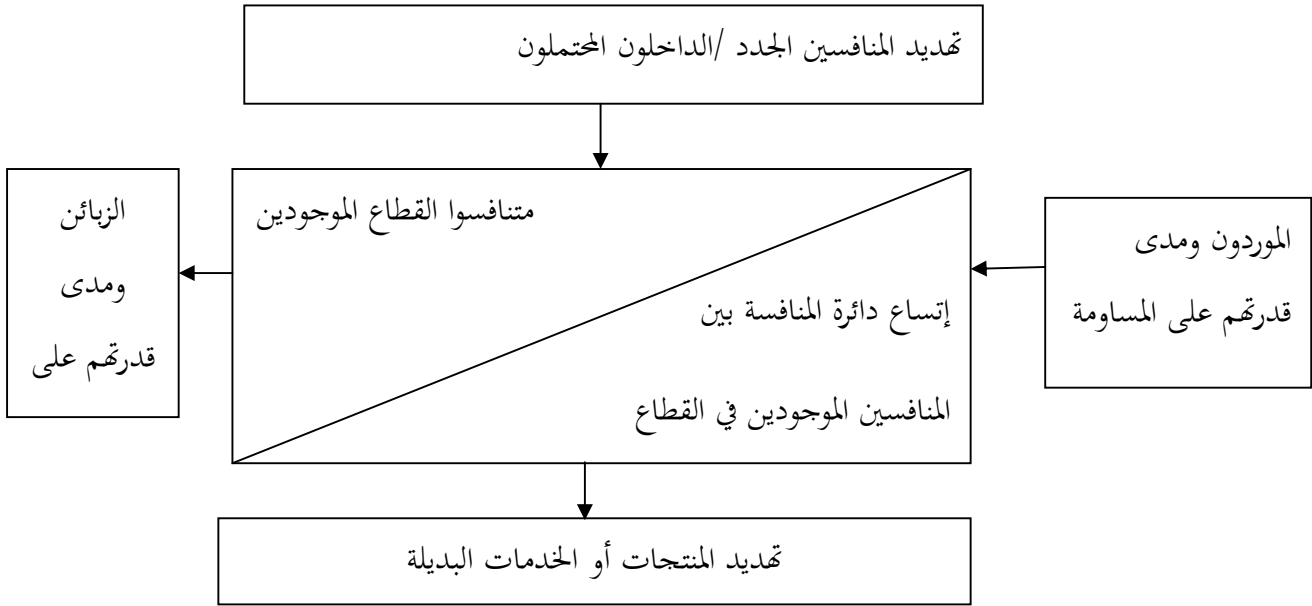 تهديد المنافسين الجدد /الداخلون المحتملون
الموردون ومدى
قدرتهم على المساومة
متنافسوا القطاع الموجودين
إتساع دائرة المنافسة بين
المنافسين الموجودين في القطاع
الزبائن
ومدى
قدرتهم على
تهديد المنتجات أو الخدمات البديلة